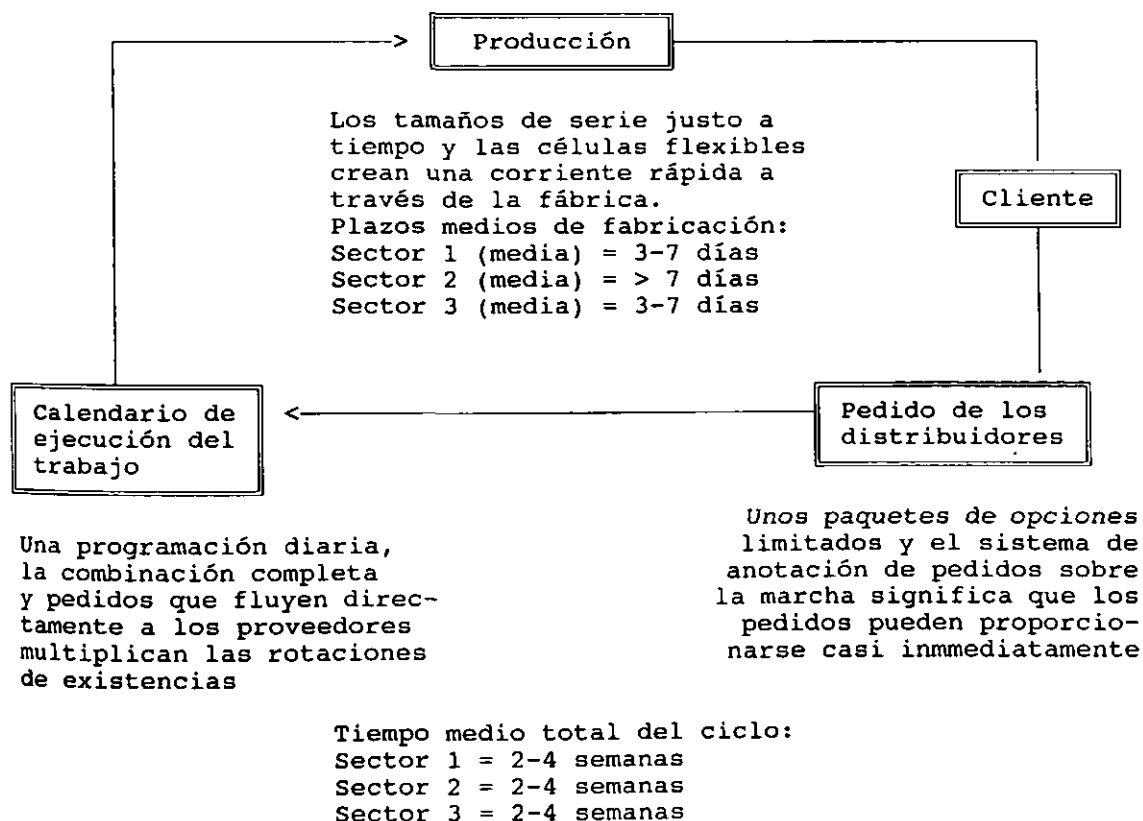 Producción
Los tamaños de serie justo a
tiempo y las células flexibles
crean una corriente rápida a
través de la fábrica.
Plazos medios de fabricación:
Sector 1 (media) = 3-7 días
Sector 2 (media) = > 7 días
Sector 3 (media) = 3-7 días
Cliente
Calendario de
ejecución del
trabajo
Pedido de los
distribuidores
Una programación diaria,
la combinación completa
y pedidos que fluyen direc-
tamente a los proveedores
multiplican las rotaciones
de existencias
Unos paquetes de opciones
limitados y el sistema de
anotación de pedidos sobre
la marcha significa que los
pedidos pueden proporcio-
narse casi inmmediatamente
Tiempo medio total del ciclo:
Sector 1 = 2-4 semanas
Sector 2 = 2-4 semanas
Sector 3 = 2-4 semanas